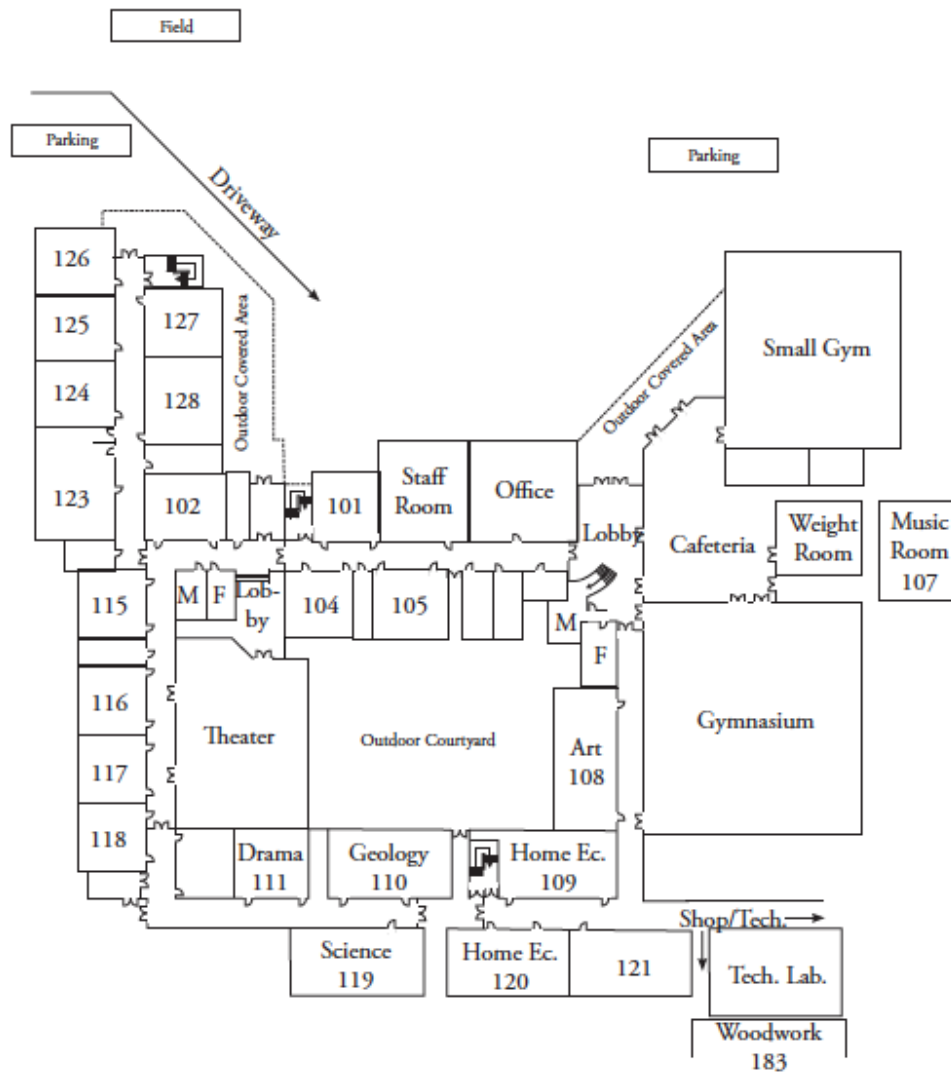 Field
Parking
Parking
Driveway
126
125
127
Outdoor Covered Area
Small Gym
124
128
Outdoor Covered Area
123
102
101
Staff
Room
Office
Lobby
Cafeteria
Weight
Room
Music
Room
107
115
M
F
Lob-
by
104
105
M
F
116
Theater
Outdoor Courtyard
Art
108
Gymnasium
117
118
Drama
111
Geology
110
Home Ec.
109
Shop/Tech.
Science
119
Home Ec.
120
121
Tech. Lab.
Woodwork
183